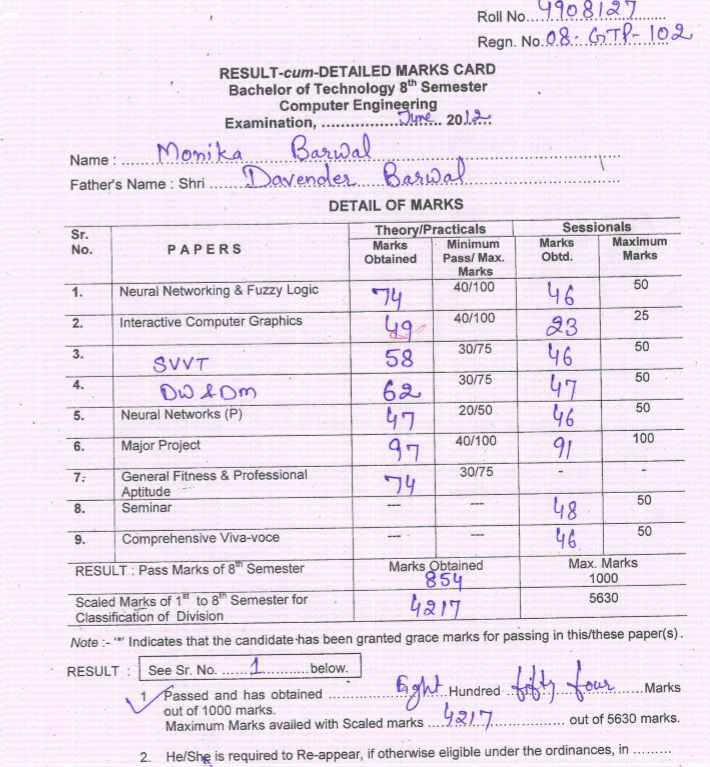 Roll No. 9908127
Regn. No. 08-GTP-102
RESULT-cum-DETAILED MARKS CARD
Bachelor of Technology 8th Semester
Computer Engineering
Examination, ........ June 2012
Name : Monika Barwal
Father's Name : Shri Davender Barwal
DETAIL OF MARKS
Sr. No. PAPERS Theory/Practicals Sessionals
Marks Obtained Minimum Pass/ Max. Marks Marks Obtd. Maximum Marks
1. Neural Networking & Fuzzy Logic 74 40/100 46 50
2. Interactive Computer Graphics 49 40/100 23 25
3. SVVT 58 30/75 46 50
4. DW & DM 62 30/75 47 50
5. Neural Networks (P) 47 20/50 46 50
6. Major Project 97 40/100 91 100
7. General Fitness & Professional Aptitude 74 30/75 - -
8. Seminar --- --- 48 50
9. Comprehensive Viva-voce --- --- 46 50
RESULT : Pass Marks of 8th Semester Marks Obtained 854 Max. Marks 1000
Scaled Marks of 1st to 8th Semester for Classification of Division 4217 5630
Note :- '*' Indicates that the candidate has been granted grace marks for passing in this/these paper(s).
RESULT : See Sr. No. 1 below.
1 Passed and has obtained Eight Hundred fifty four Marks
out of 1000 marks.
Maximum Marks availed with Scaled marks 4217 out of 5630 marks.
2. He/She is required to Re-appear, if otherwise eligible under the ordinances, in .........